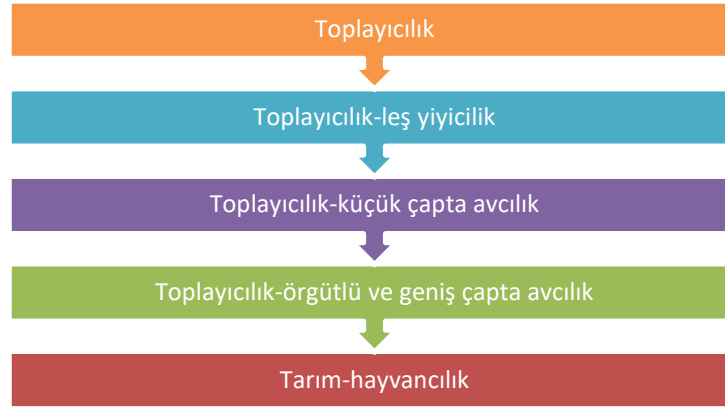 Toplayıcılık
Toplayıcılık-leş yiyicilik
Toplayıcılık-küçük çapta avcılık
Toplayıcılık-örgütlü ve geniş çapta avcılık
Tarım-hayvancılık